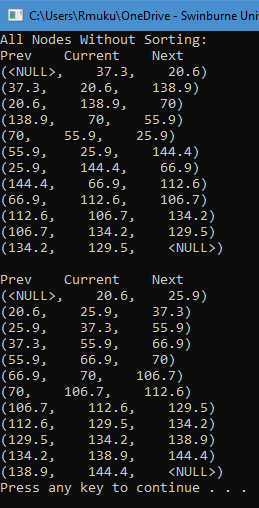 C:\Users\Rmuku\OneDrive - Swinburne Uni
All Nodes Without Sorting:
Prev    Current    Next
(<NULL>,    37.3,    20.6)
(37.3,    20.6,    138.9)
(20.6,    138.9,    70)
(138.9,    70,    55.9)
(70,    55.9,    25.9)
(55.9,    25.9,    144.4)
(25.9,    144.4,    66.9)
(144.4,    66.9,    112.6)
(66.9,    112.6,    106.7)
(112.6,    106.7,    134.2)
(106.7,    134.2,    129.5)
(134.2,    129.5,    <NULL>)
Prev    Current    Next
(<NULL>,    20.6,    25.9)
(20.6,    25.9,    37.3)
(25.9,    37.3,    55.9)
(37.3,    55.9,    66.9)
(55.9,    66.9,    70)
(66.9,    70,    106.7)
(70,    106.7,    112.6)
(106.7,    112.6,    129.5)
(112.6,    129.5,    134.2)
(129.5,    134.2,    138.9)
(134.2,    138.9,    144.4)
(138.9,    144.4,    <NULL>)
Press any key to continue . . .